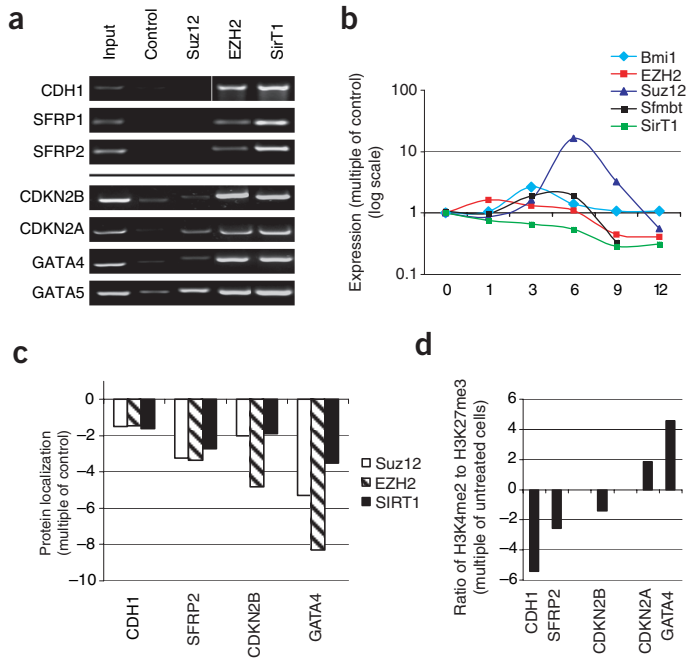 a
Input
Control
Suz12
EZH2
SirT1
CDH1
SFRP1
SFRP2
CDKN2B
CDKN2A
GATA4
GATA5
b
Bmi1
EZH2
Suz12
Sfmbt
SirT1
Expression (multiple of control)
(log scale)
100
10
1
0.1
0 1 3 6 9 12
c
Protein localization
(multiple of control)
0
−2
−4
−6
−8
−10
CDH1
SFRP2
CDKN2B
GATA4
Suz12
EZH2
SIRT1
d
Ratio of H3K4me2 to H3K27me3
(multiple of untreated cells)
6
4
2
0
−2
−4
−6
CDH1
SFRP2
CDKN2B
CDKN2A
GATA4